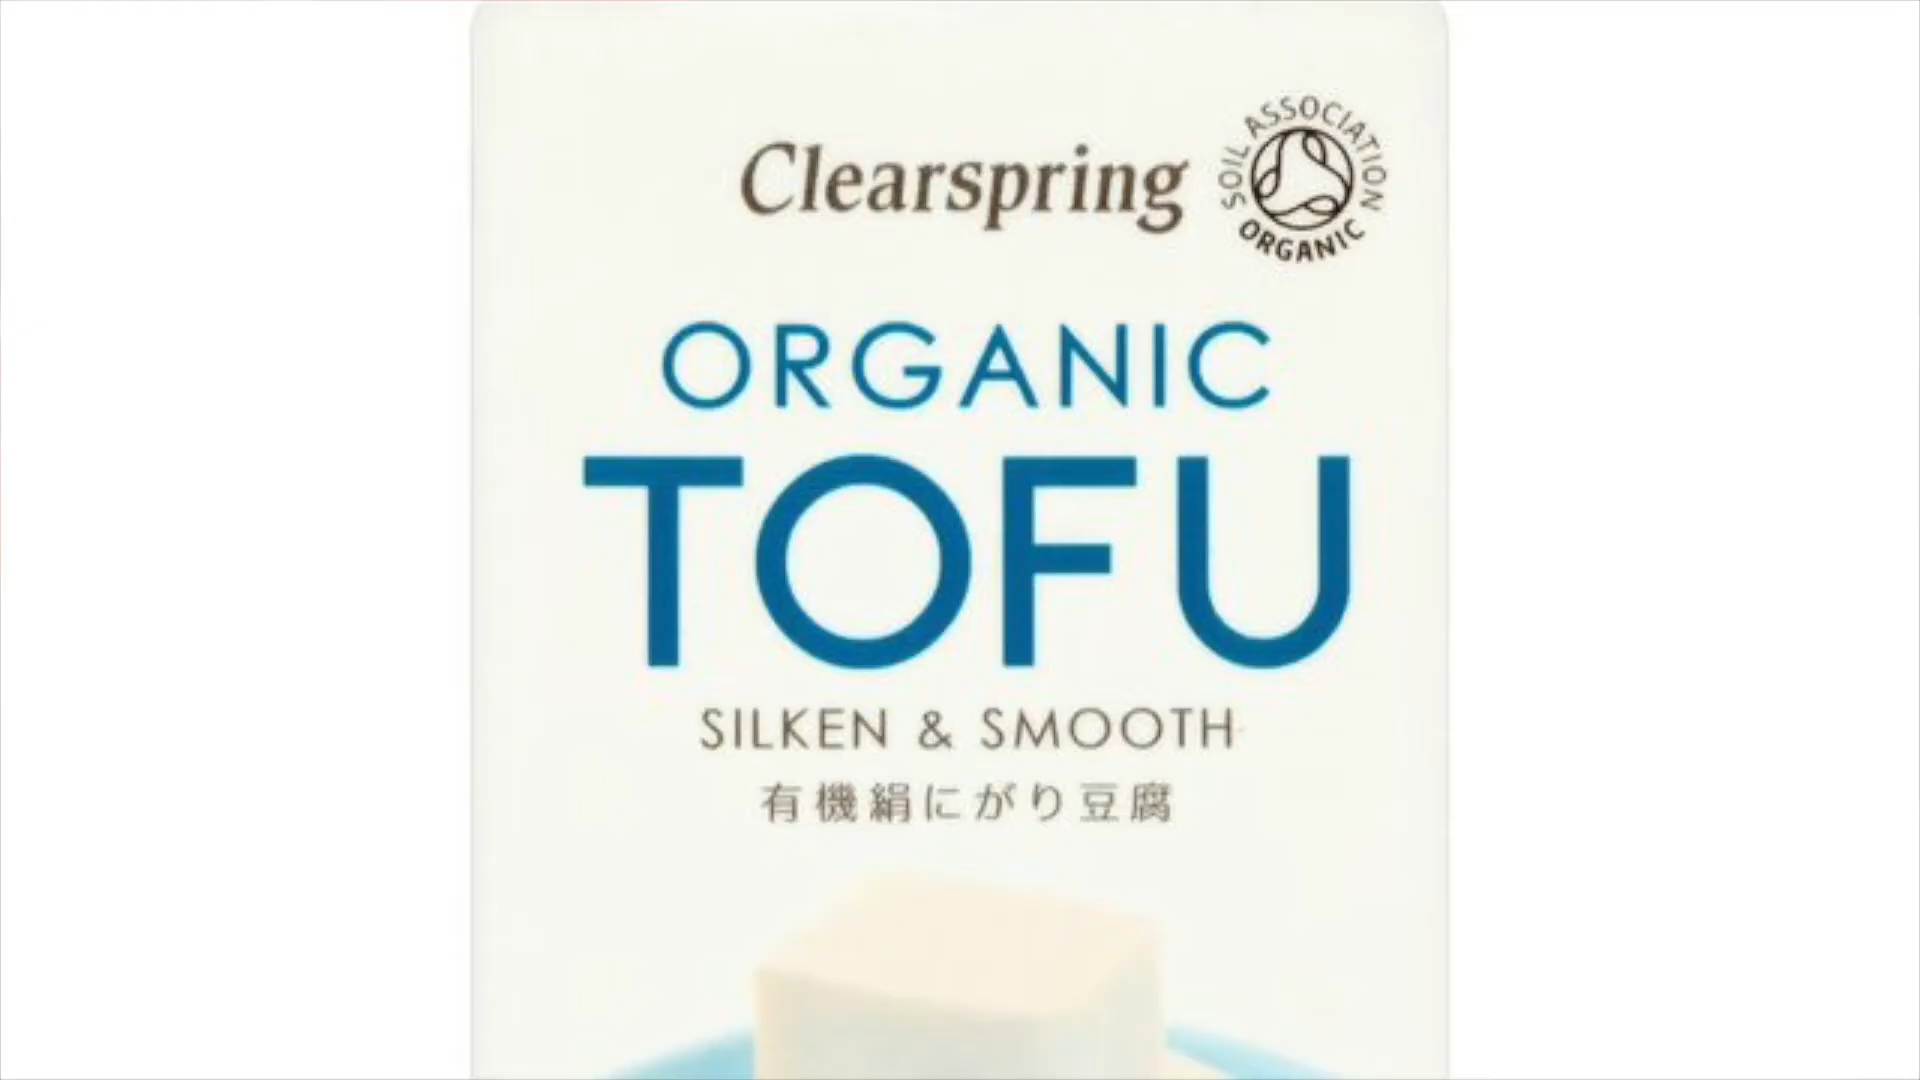 Clearspring
SOIL ASSOCIATION
ORGANIC
ORGANIC
TOFU
SILKEN & SMOOTH
有機絹にがり豆腐